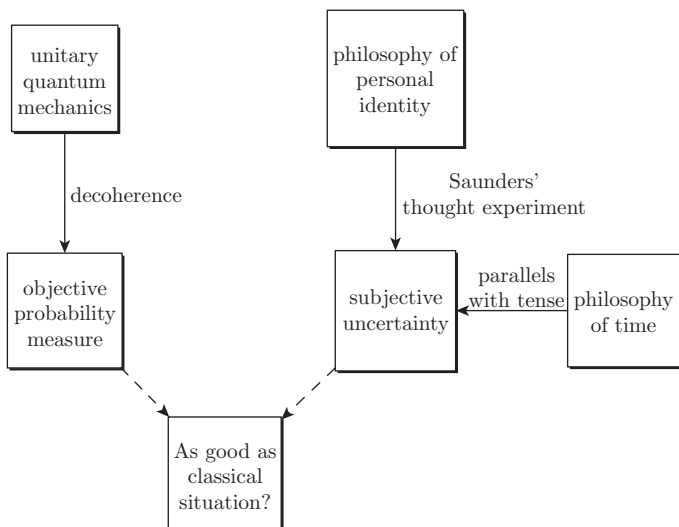 unitary
quantum
mechanics
philosophy of
personal
identity
decoherence
Saunders'
thought experiment
objective
probability
measure
subjective
uncertainty
parallels
with tense
philosophy
of time
As good as
classical
situation?